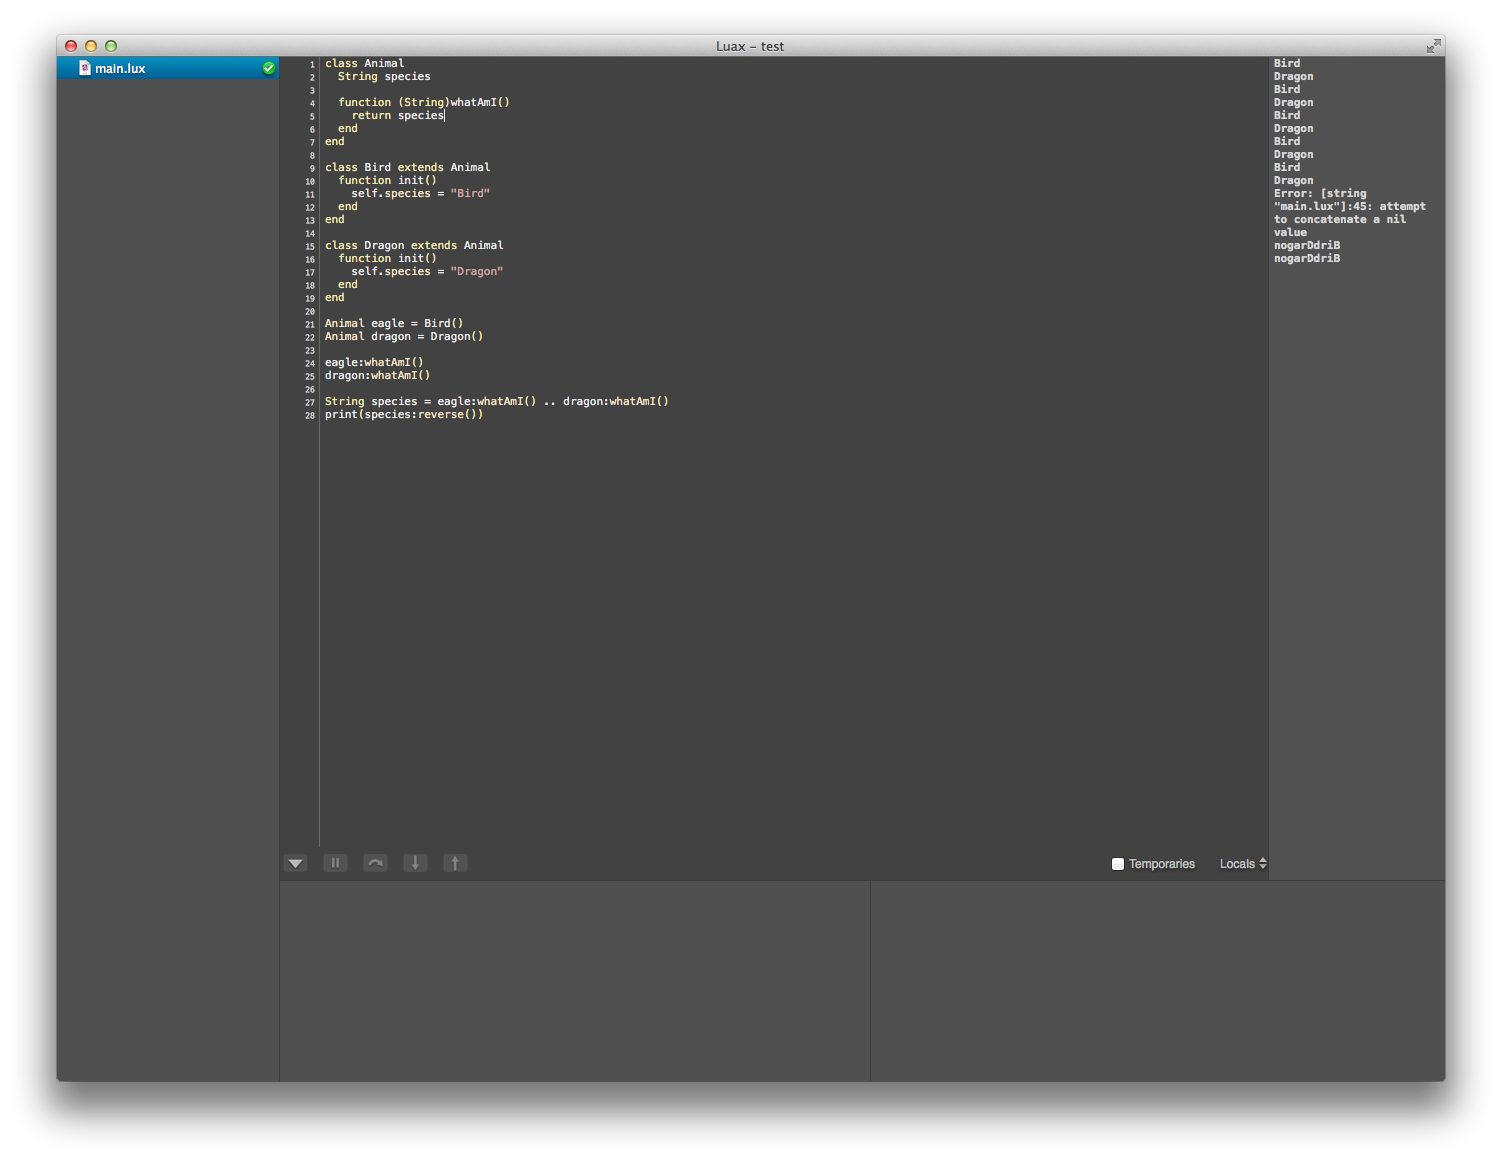 Luax – test
main.lux
1 class Animal
2   String species
3
4   function (String)whatAmI()
5     return species
6   end
7 end
8
9 class Bird extends Animal
10   function init()
11     self.species = "Bird"
12   end
13 end
14
15 class Dragon extends Animal
16   function init()
17     self.species = "Dragon"
18   end
19 end
20
21 Animal eagle = Bird()
22 Animal dragon = Dragon()
23
24 eagle:whatAmI()
25 dragon:whatAmI()
26
27 String species = eagle:whatAmI() .. dragon:whatAmI()
28 print(species:reverse())
Bird
Dragon
Bird
Dragon
Bird
Dragon
Bird
Dragon
Bird
Dragon
Error: [string
"main.lux"]:45: attempt
to concatenate a nil
value
nogarDdriB
nogarDdriB
Temporaries
Locals